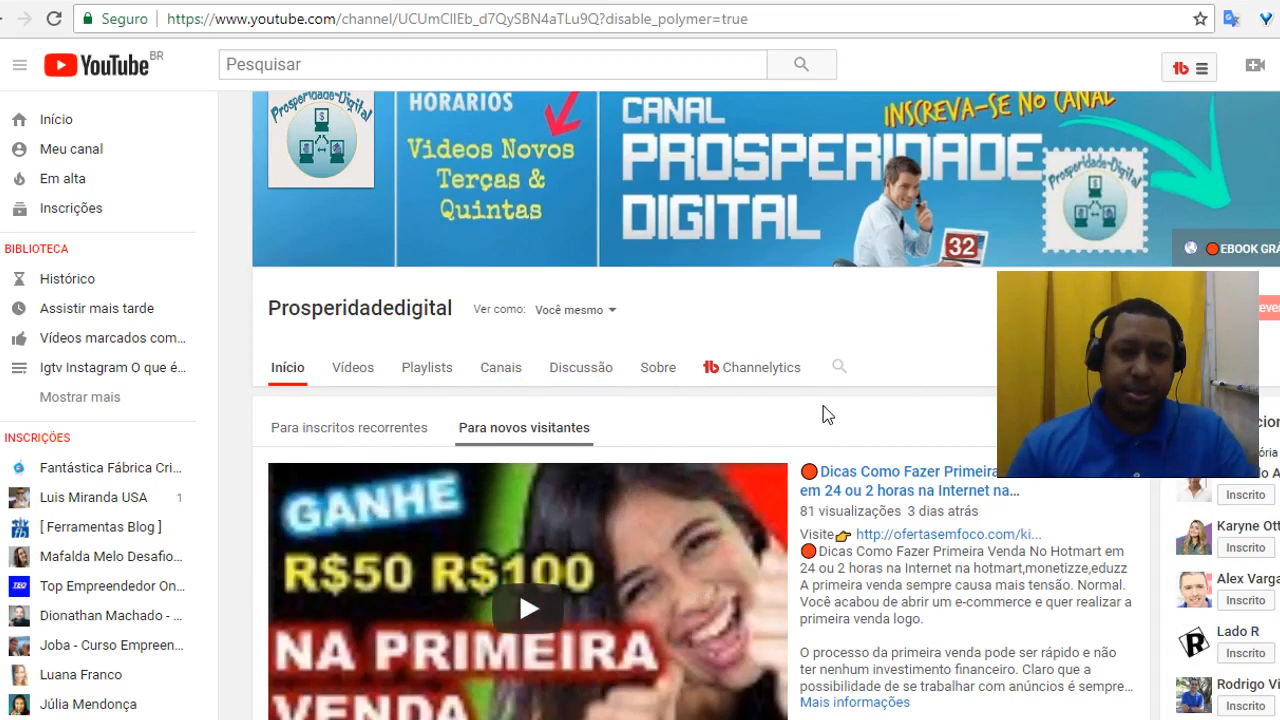 Seguro
https://www.youtube.com/channel/UCUmCIlEb_d7QySBN4aTLu9Q?disable_polymer=true
YouTube BR
Pesquisar
Início
Meu canal
Em alta
Inscrições
BIBLIOTECA
Histórico
Assistir mais tarde
Vídeos marcados com...
Igtv Instagram O que é...
Mostrar mais
INSCRIÇÕES
Fantástica Fábrica Cri...
Luis Miranda USA 1
[ Ferramentas Blog ]
Mafalda Melo Desafio...
Top Empreendedor On...
Dionathan Machado - ...
Joba - Curso Empreen...
Luana Franco
Júlia Mendonça
Prosperidade-Digital
HORARIOS
Videos Novos
Terças &
Quintas
CANAL
PROSPERIDADE
DIGITAL
INSCREVA-SE NO CANAL
32
Prosperidade-Digital
EBOOK GRÁ
Prosperidadedigital
Ver como: Você mesmo
Início
Vídeos
Playlists
Canais
Discussão
Sobre
Channelytics
Para inscritos recorrentes
Para novos visitantes
GANHE
R$50 R$100
NA PRIMEIRA
VENDA
Dicas Como Fazer Primeira
em 24 ou 2 horas na Internet na...
81 visualizações 3 dias atrás
Visite http://ofertasemfoco.com/ki...
Dicas Como Fazer Primeira Venda No Hotmart em
24 ou 2 horas na Internet na hotmart,monetizze,eduzz
A primeira venda sempre causa mais tensão. Normal.
Você acabou de abrir um e-commerce e quer realizar a
primeira venda logo.
O processo da primeira venda pode ser rápido e não
ter nenhum investimento financeiro. Claro que a
possibilidade de se trabalhar com anúncios é sempre...
Mais informações
Inscrito
Karyne Ott
Inscrito
Alex Varga
Inscrito
Lado R
Inscrito
Rodrigo Vi
Inscrito